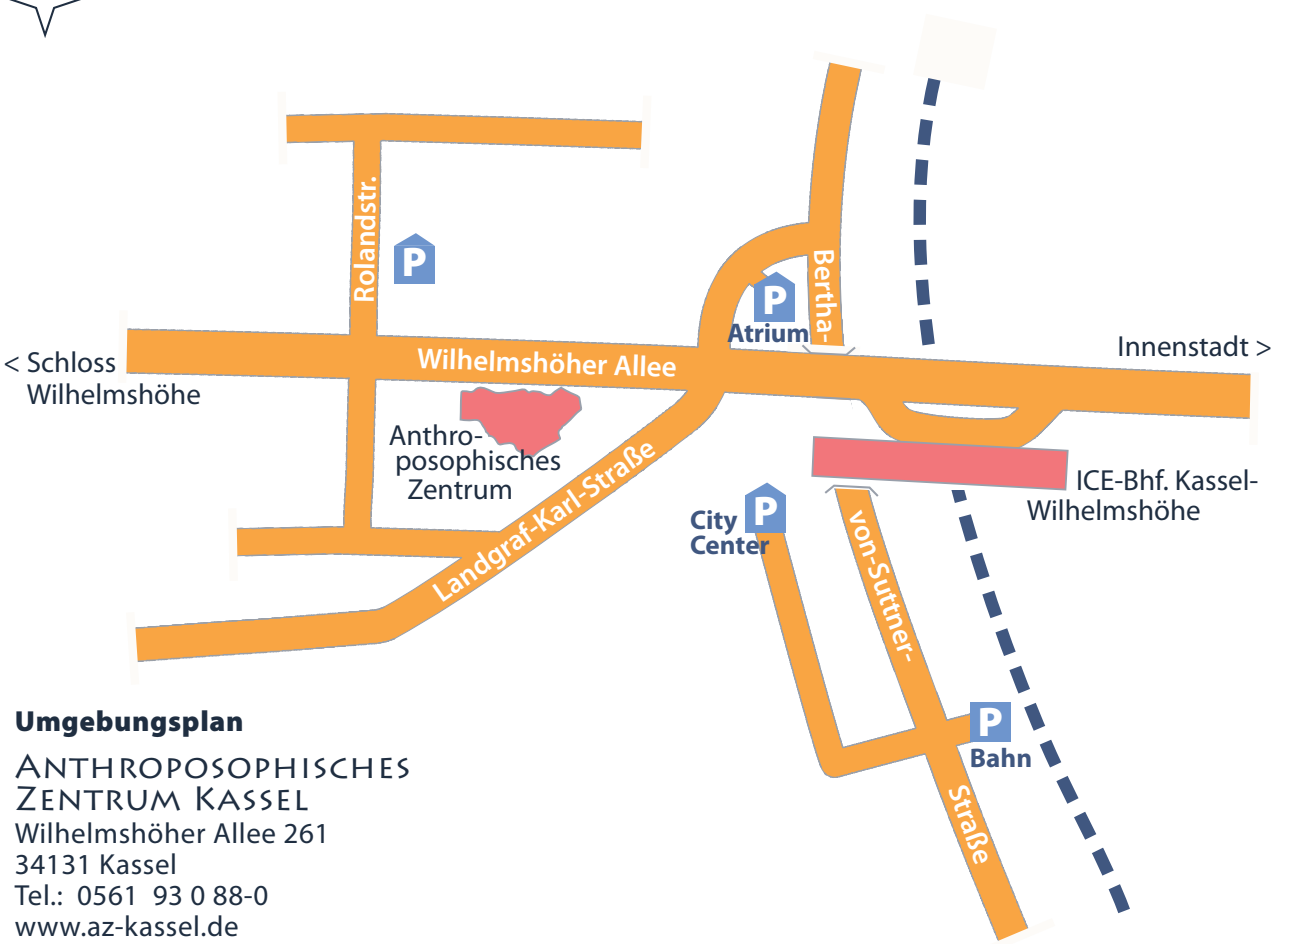 Rolandstr.
P
Bertha-
P
Atrium
< Schloss
Wilhelmshöhe
Wilhelmshöher Allee
Innenstadt >
Anthro-
posophisches
Zentrum
Landgraf-Karl-Straße
ICE-Bhf. Kassel-
Wilhelmshöhe
P
City
Center
von-Suttner-
P
Bahn
Straße
Umgebungsplan
ANTHROPOSOPHISCHES
ZENTRUM KASSEL
Wilhelmshöher Allee 261
34131 Kassel
Tel.: 0561 93 0 88-0
www.az-kassel.de